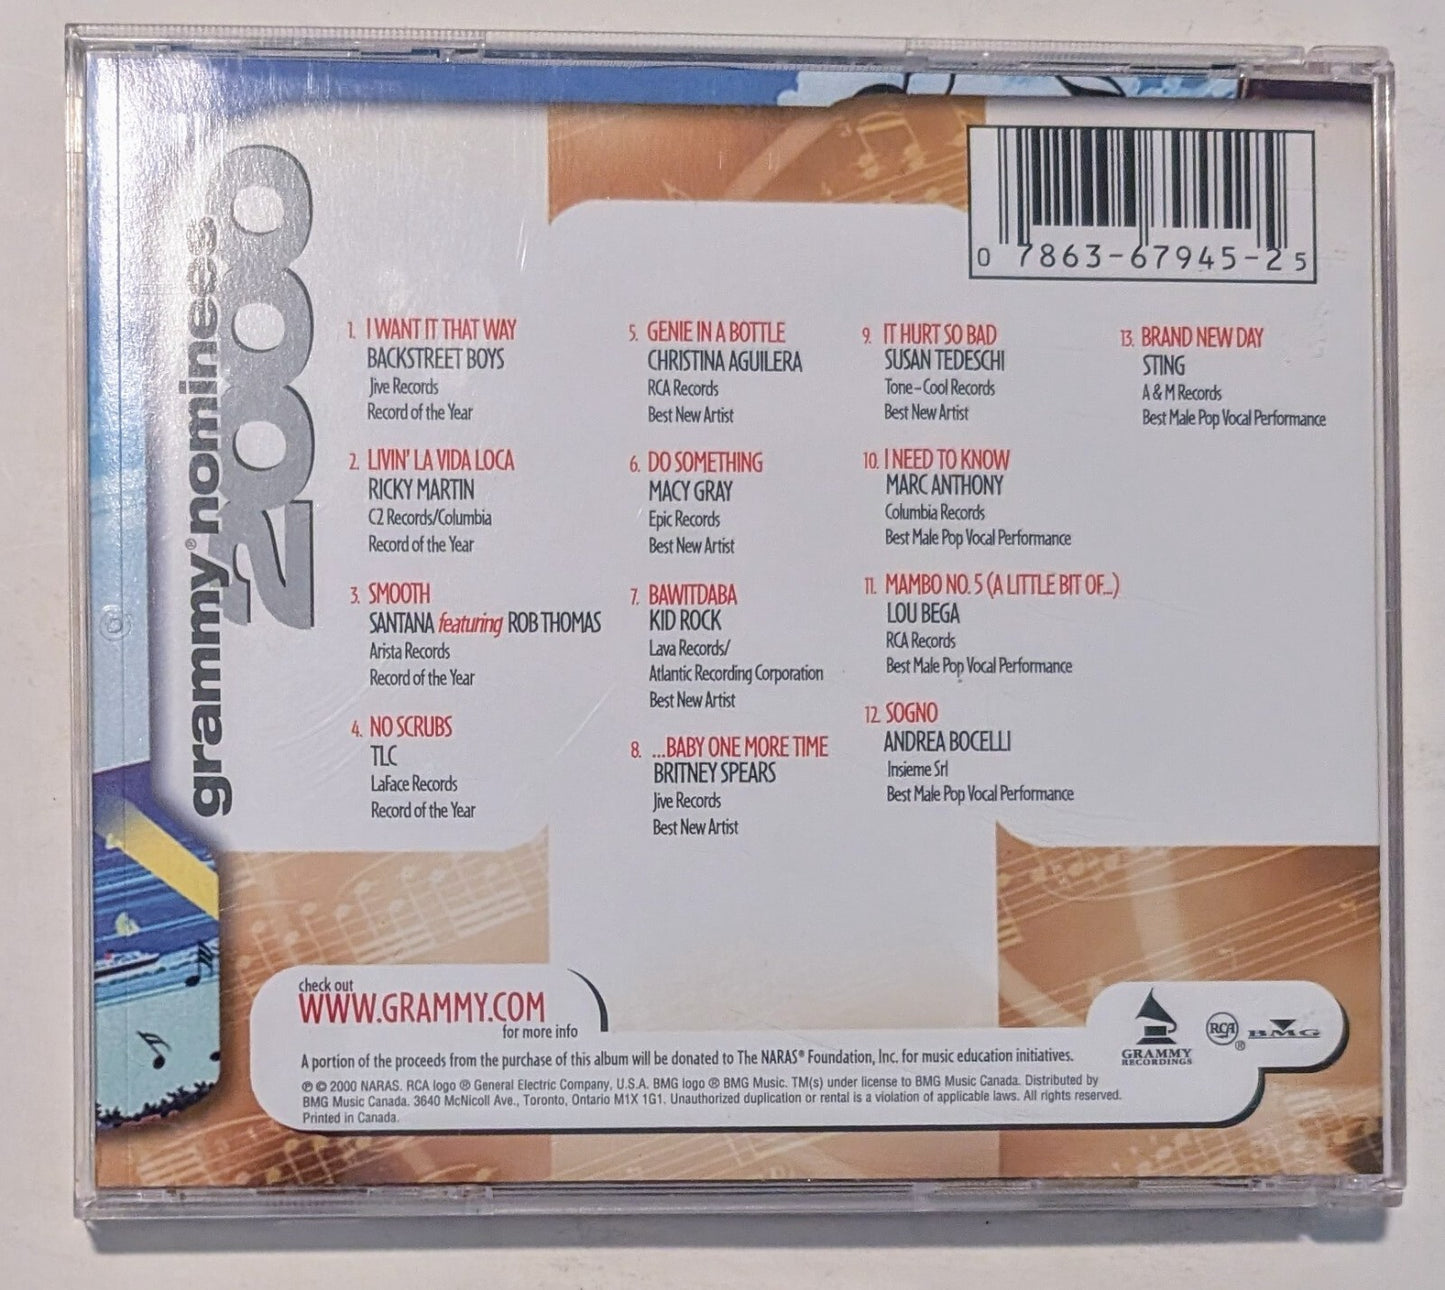 grammy® nominees
2000
0 7863-67945-2 5
1. I WANT IT THAT WAY
BACKSTREET BOYS
Jive Records
Record of the Year
2. LIVIN' LA VIDA LOCA
RICKY MARTIN
C2 Records/Columbia
Record of the Year
3. SMOOTH
SANTANA featuring ROB THOMAS
Arista Records
Record of the Year
4. NO SCRUBS
TLC
LaFace Records
Record of the Year
5. GENIE IN A BOTTLE
CHRISTINA AGUILERA
RCA Records
Best New Artist
6. DO SOMETHING
MACY GRAY
Epic Records
Best New Artist
7. BAWITDABA
KID ROCK
Lava Records/
Atlantic Recording Corporation
Best New Artist
8. ...BABY ONE MORE TIME
BRITNEY SPEARS
Jive Records
Best New Artist
9. IT HURT SO BAD
SUSAN TEDESCHI
Tone-Cool Records
Best New Artist
10. I NEED TO KNOW
MARC ANTHONY
Columbia Records
Best Male Pop Vocal Performance
11. MAMBO NO. 5 (A LITTLE BIT OF...)
LOU BEGA
RCA Records
Best Male Pop Vocal Performance
12. SOGNO
ANDREA BOCELLI
Insieme Srl
Best Male Pop Vocal Performance
13. BRAND NEW DAY
STING
A & M Records
Best Male Pop Vocal Performance
check out
WWW.GRAMMY.COM
for more info
A portion of the proceeds from the purchase of this album will be donated to The NARAS® Foundation, Inc. for music education initiatives.
℗ © 2000 NARAS. RCA logo ® General Electric Company, U.S.A. BMG logo ® BMG Music. TM(s) under license to BMG Music Canada. Distributed by
BMG Music Canada. 3640 McNicoll Ave., Toronto, Ontario M1X 1G1. Unauthorized duplication or rental is a violation of applicable laws. All rights reserved.
Printed in Canada.
GRAMMY
RECORDINGS
RCA®
BMG